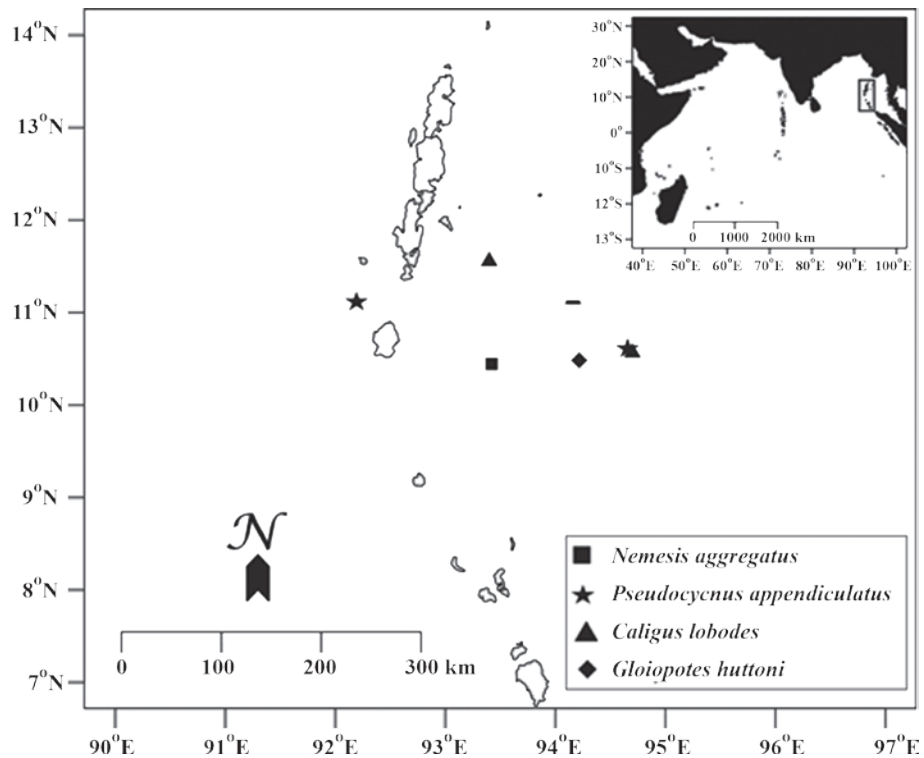 14°N
13°N
12°N
11°N
10°N
9°N
8°N
7°N
90°E 91°E 92°E 93°E 94°E 95°E 96°E 97°E
30°N
20°N
10°N
0°
10°S
12°S
13°S
40°E 50°E 60°E 70°E 80°E 90°E 100°E
0 1000 2000 km
N
0 100 200 300 km
Nemesis aggregatus
Pseudocycnus appendiculatus
Caligus lobodes
Gloiopotes huttoni